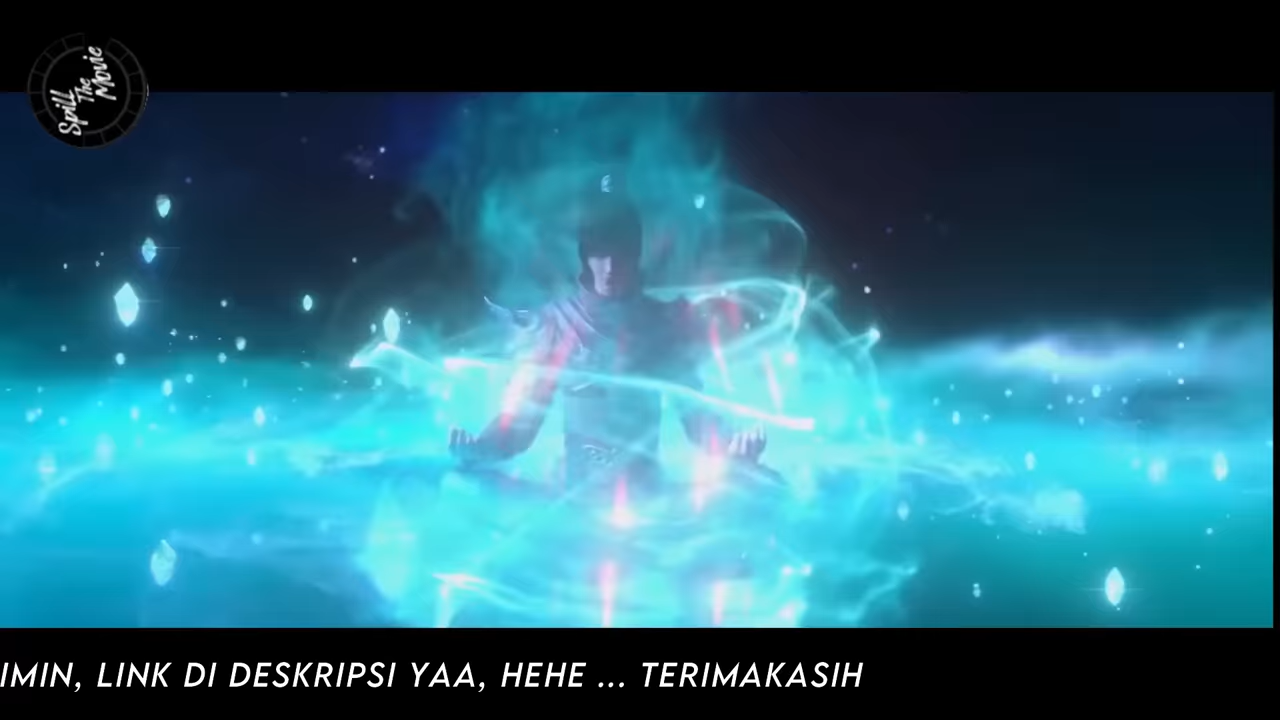 Spill
The
Movie
IMIN, LINK DI DESKRIPSI YAA, HEHE ... TERIMAKASIH